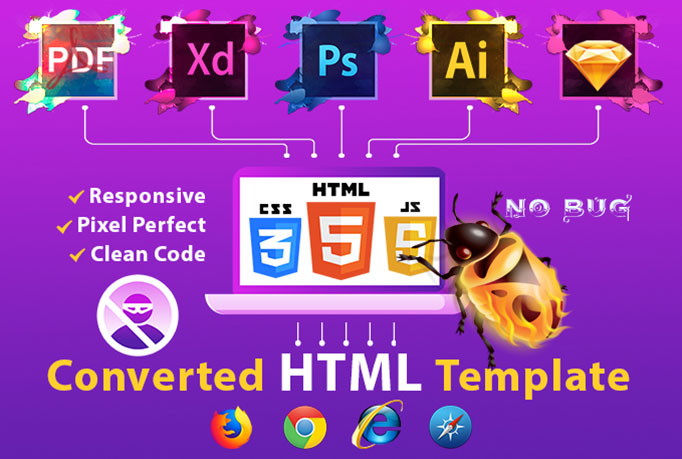 PDF
Xd
Ps
Ai
Responsive
Pixel Perfect
Clean Code
HTML
CSS
JS
3
5
NO BUG
Converted HTML Template